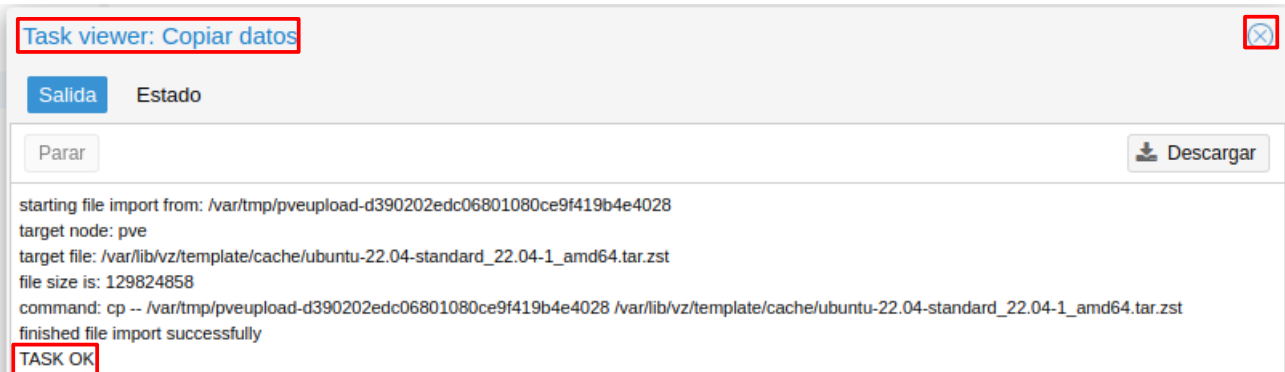 Task viewer: Copiar datos
Salida Estado
Parar Descargar
starting file import from: /var/tmp/pveupload-d390202edc06801080ce9f419b4e4028
target node: pve
target file: /var/lib/vz/template/cache/ubuntu-22.04-standard_22.04-1_amd64.tar.zst
file size is: 129824858
command: cp -- /var/tmp/pveupload-d390202edc06801080ce9f419b4e4028 /var/lib/vz/template/cache/ubuntu-22.04-standard_22.04-1_amd64.tar.zst
finished file import successfully
TASK OK